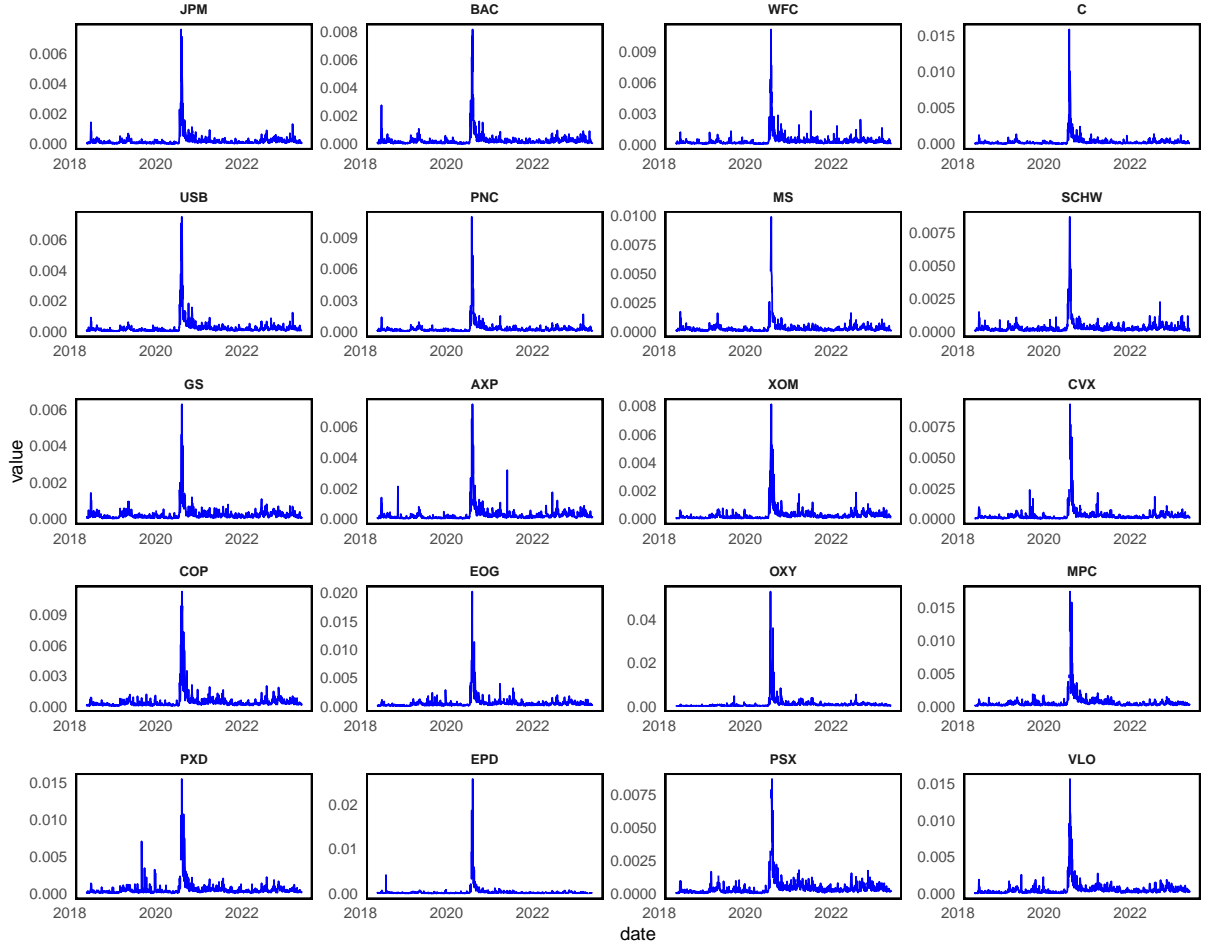 JPM BAC WFC C
0.006 0.008 0.009 0.015
0.004 0.006 0.006 0.010
0.002 0.004 0.003 0.005
0.000 0.002 0.000 0.000
0.000
2018 2020 2022 2018 2020 2022 2018 2020 2022 2018 2020 2022
USB PNC MS SCHW
0.006 0.009 0.0100 0.0075
0.004 0.006 0.0075 0.0050
0.002 0.003 0.0050 0.0025
0.000 0.000 0.0025 0.0000
0.0000
2018 2020 2022 2018 2020 2022 2018 2020 2022 2018 2020 2022
GS AXP XOM CVX
value
0.006 0.006 0.008 0.0075
0.004 0.004 0.006 0.0050
0.002 0.002 0.004 0.0025
0.000 0.000 0.002 0.0000
0.000
2018 2020 2022 2018 2020 2022 2018 2020 2022 2018 2020 2022
COP EOG OXY MPC
0.009 0.020 0.04 0.015
0.006 0.015 0.02 0.010
0.003 0.010 0.00 0.005
0.000 0.005 0.000
0.000
2018 2020 2022 2018 2020 2022 2018 2020 2022 2018 2020 2022
PXD EPD PSX VLO
0.015 0.02 0.0075 0.015
0.010 0.01 0.0050 0.010
0.005 0.00 0.0025 0.005
0.000 0.0000 0.000
2018 2020 2022 2018 2020 2022 2018 2020 2022 2018 2020 2022
date